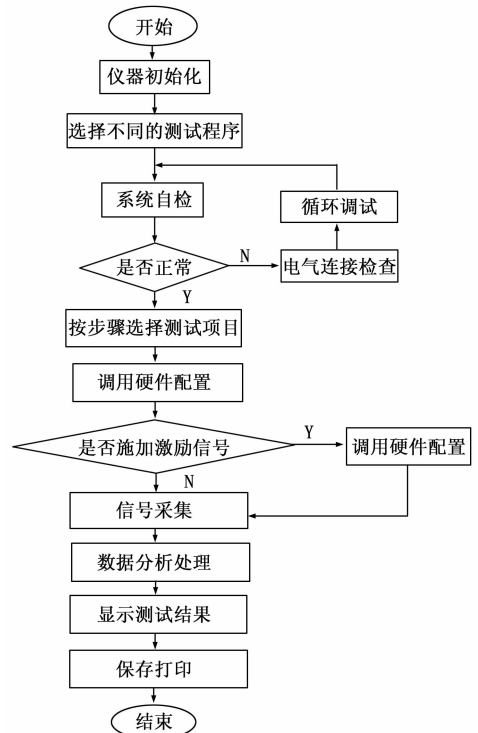 开始
仪器初始化
选择不同的测试程序
系统自检
循环调试
是否正常
N
电气连接检查
Y
按步骤选择测试项目
调用硬件配置
是否施加激励信号
Y
调用硬件配置
N
信号采集
数据分析处理
显示测试结果
保存打印
结束